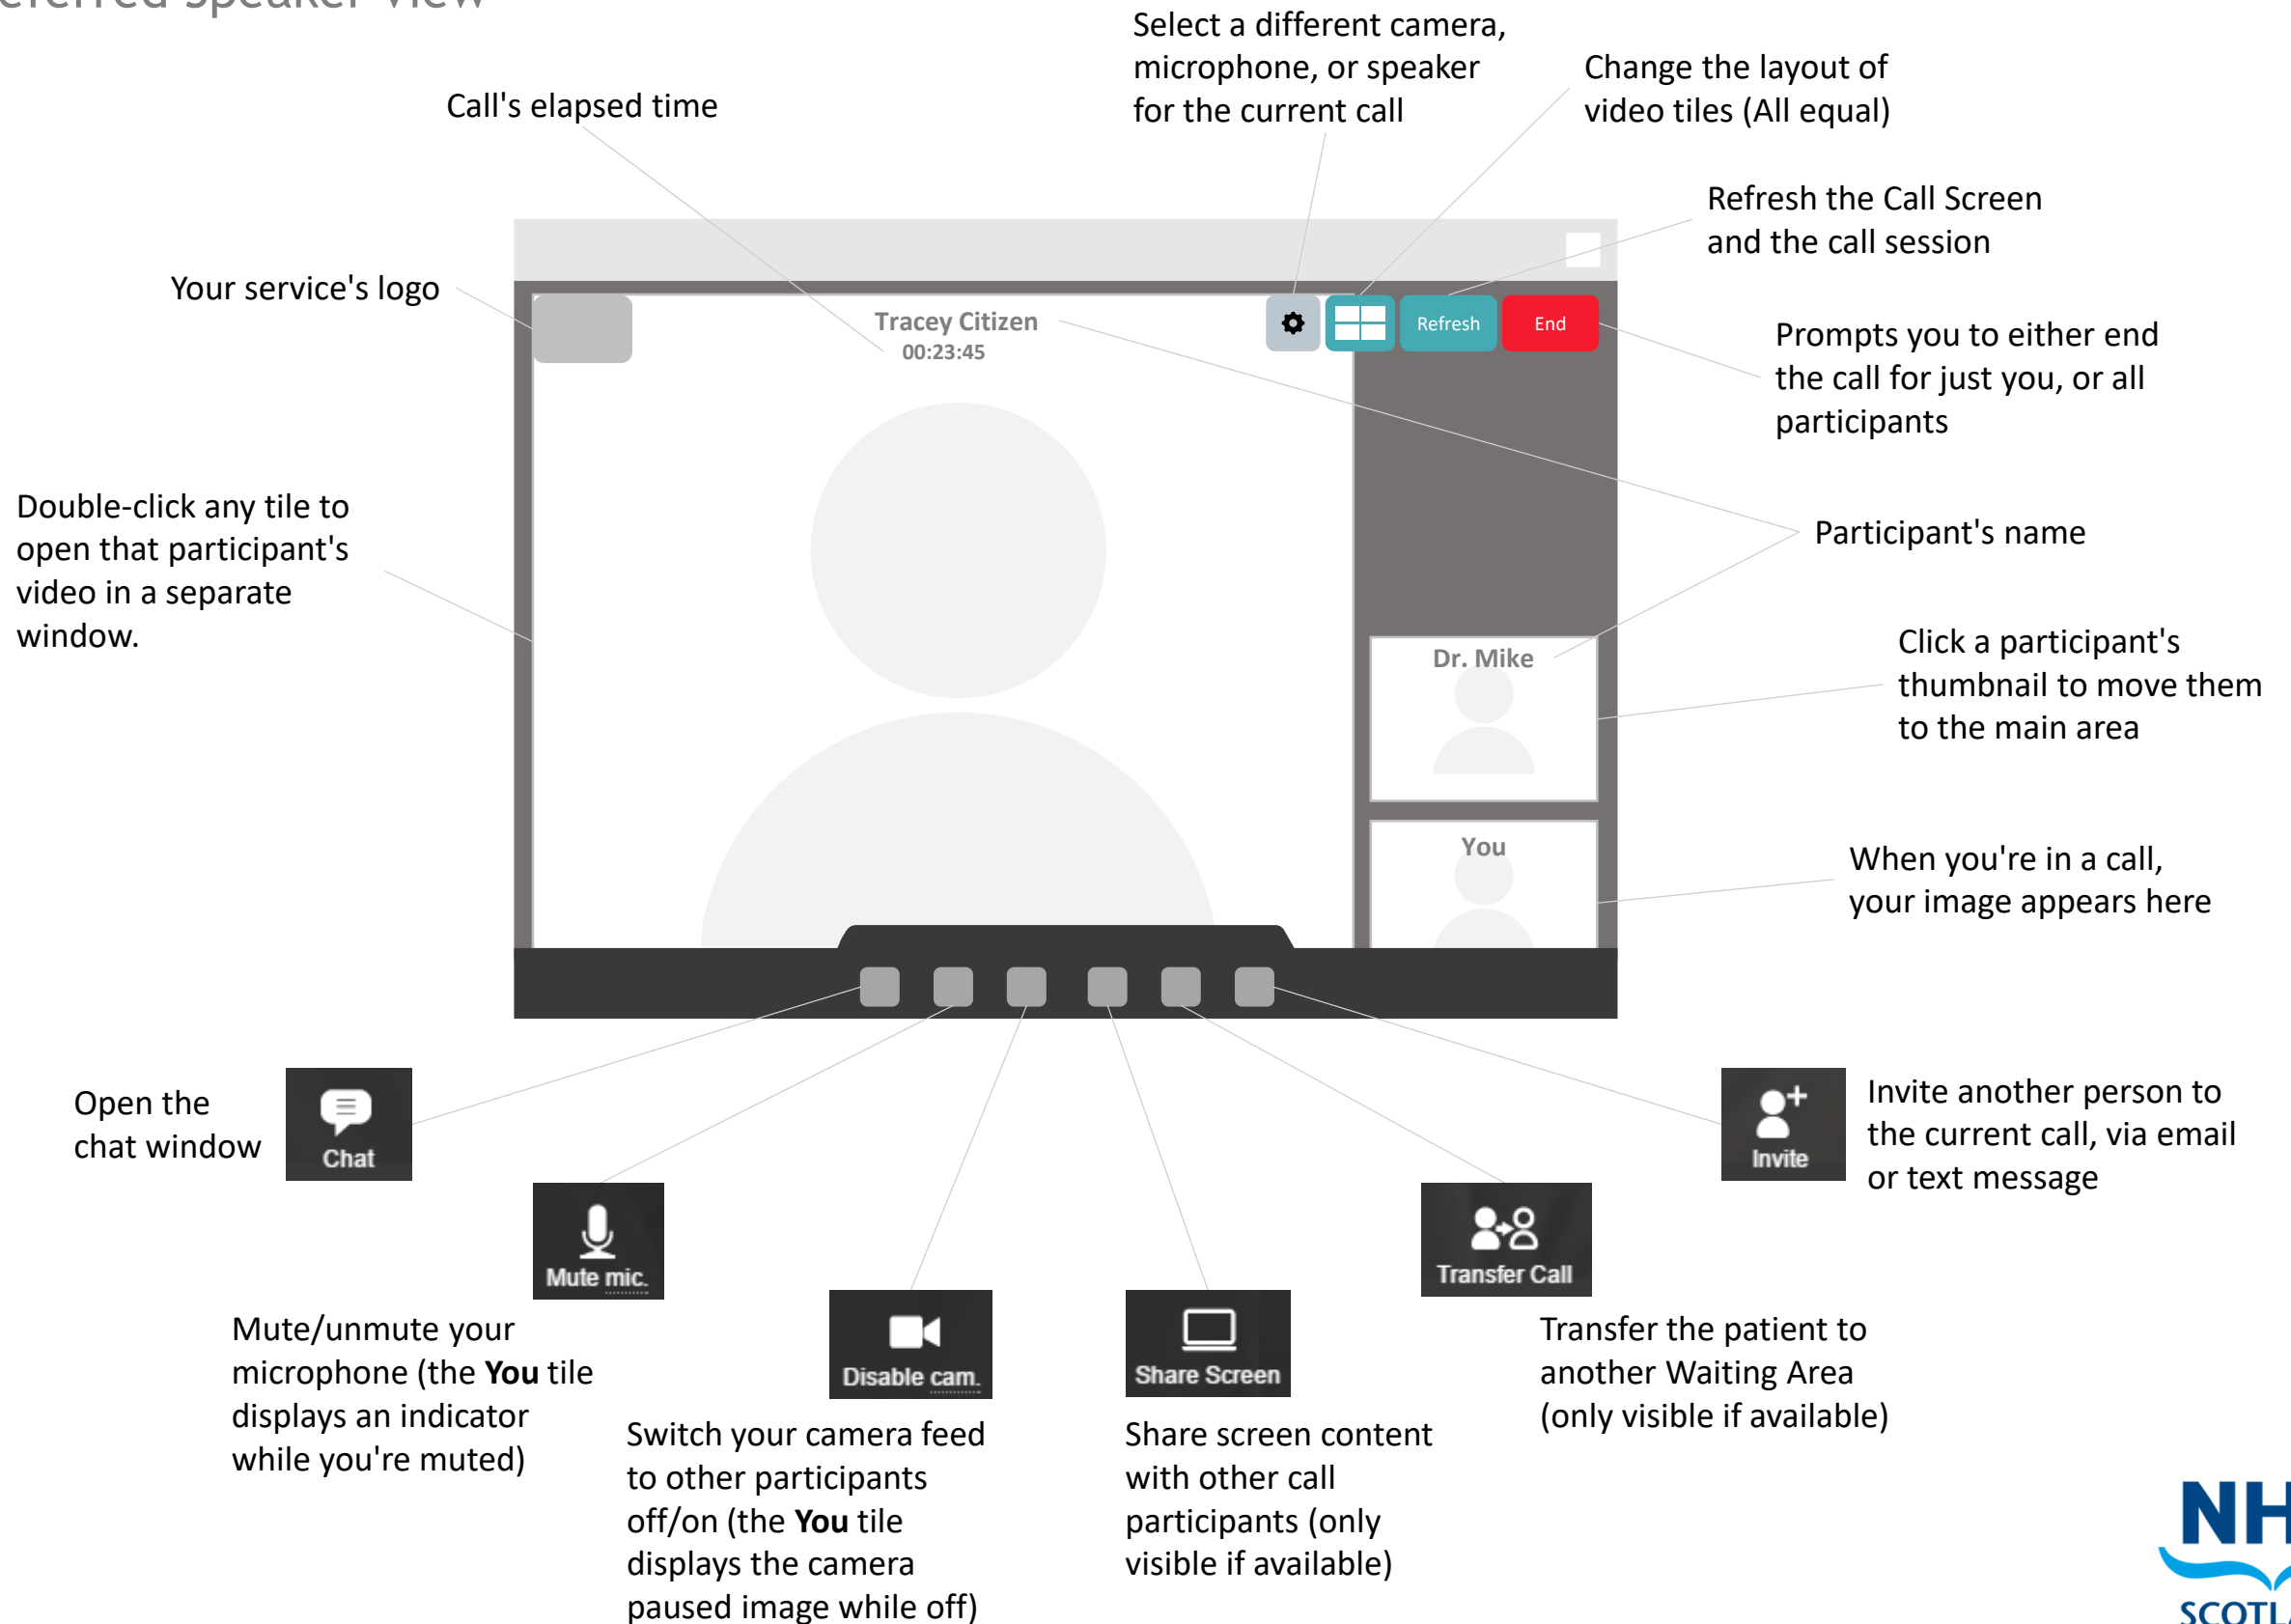 Speaker View
Select a different camera,
microphone, or speaker
for the current call
Change the layout of
video tiles (All equal)
Call's elapsed time
Refresh the Call Screen
and the call session
Your service's logo
Tracey Citizen
00:23:45
Refresh
End
Prompts you to either end
the call for just you, or all
participants
Double-click any tile to
open that participant's
video in a separate
window.
Participant's name
Dr. Mike
Click a participant's
thumbnail to move them
to the main area
You
When you're in a call,
your image appears here
Open the
chat window
Chat
Invite
Invite another person to
the current call, via email
or text message
Mute mic.
Transfer Call
Mute/unmute your
microphone (the You tile
displays an indicator
while you're muted)
Disable cam.
Share Screen
Transfer the patient to
another Waiting Area
(only visible if available)
Switch your camera feed
to other participants
off/on (the You tile
displays the camera
paused image while off)
Share screen content
with other call
participants (only
visible if available)